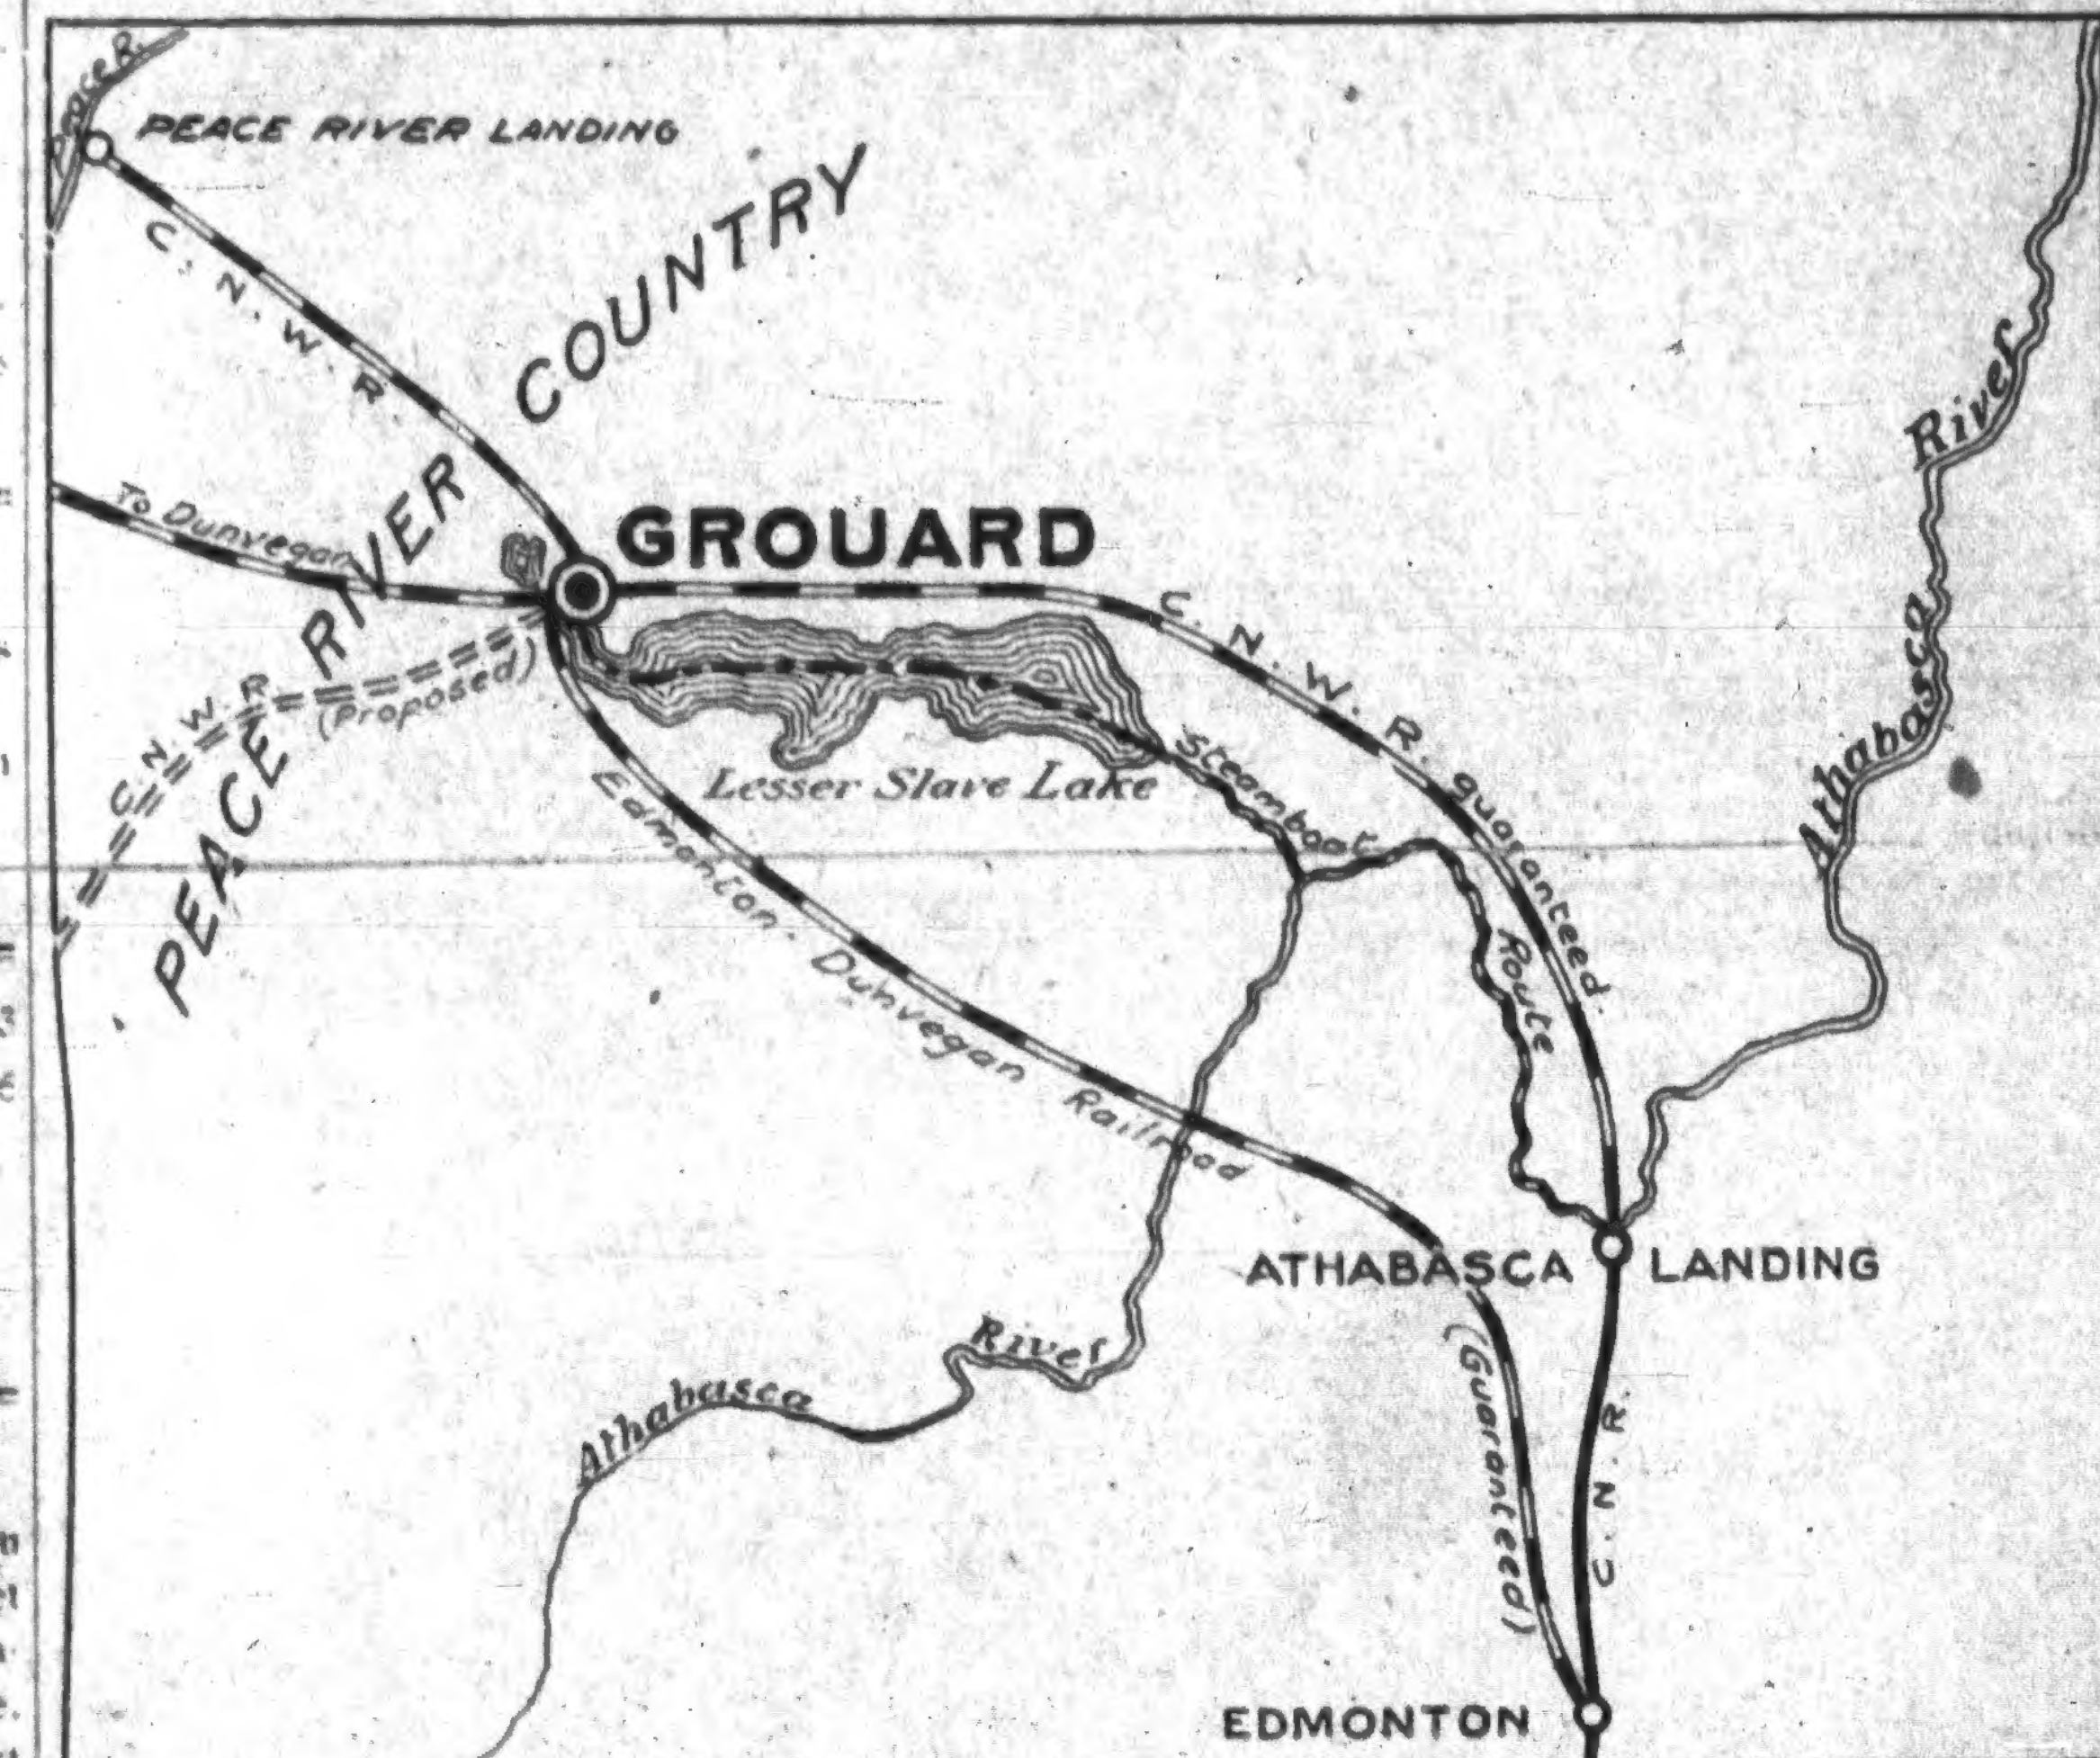 Peace R.
PEACE RIVER LANDING
C. N. W. R.
PEACE RIVER COUNTRY
To Dunvegan
GROUARD
C. N. W. R. guaranteed.
C. N. W. R.
(Proposed)
Lesser Slave Lake
Steamboat Route
Edmonton - Dunvegan Railroad
(Guaranteed)
Athabasca River
ATHABASCA LANDING
Athabasca River
C. N. R.
EDMONTON